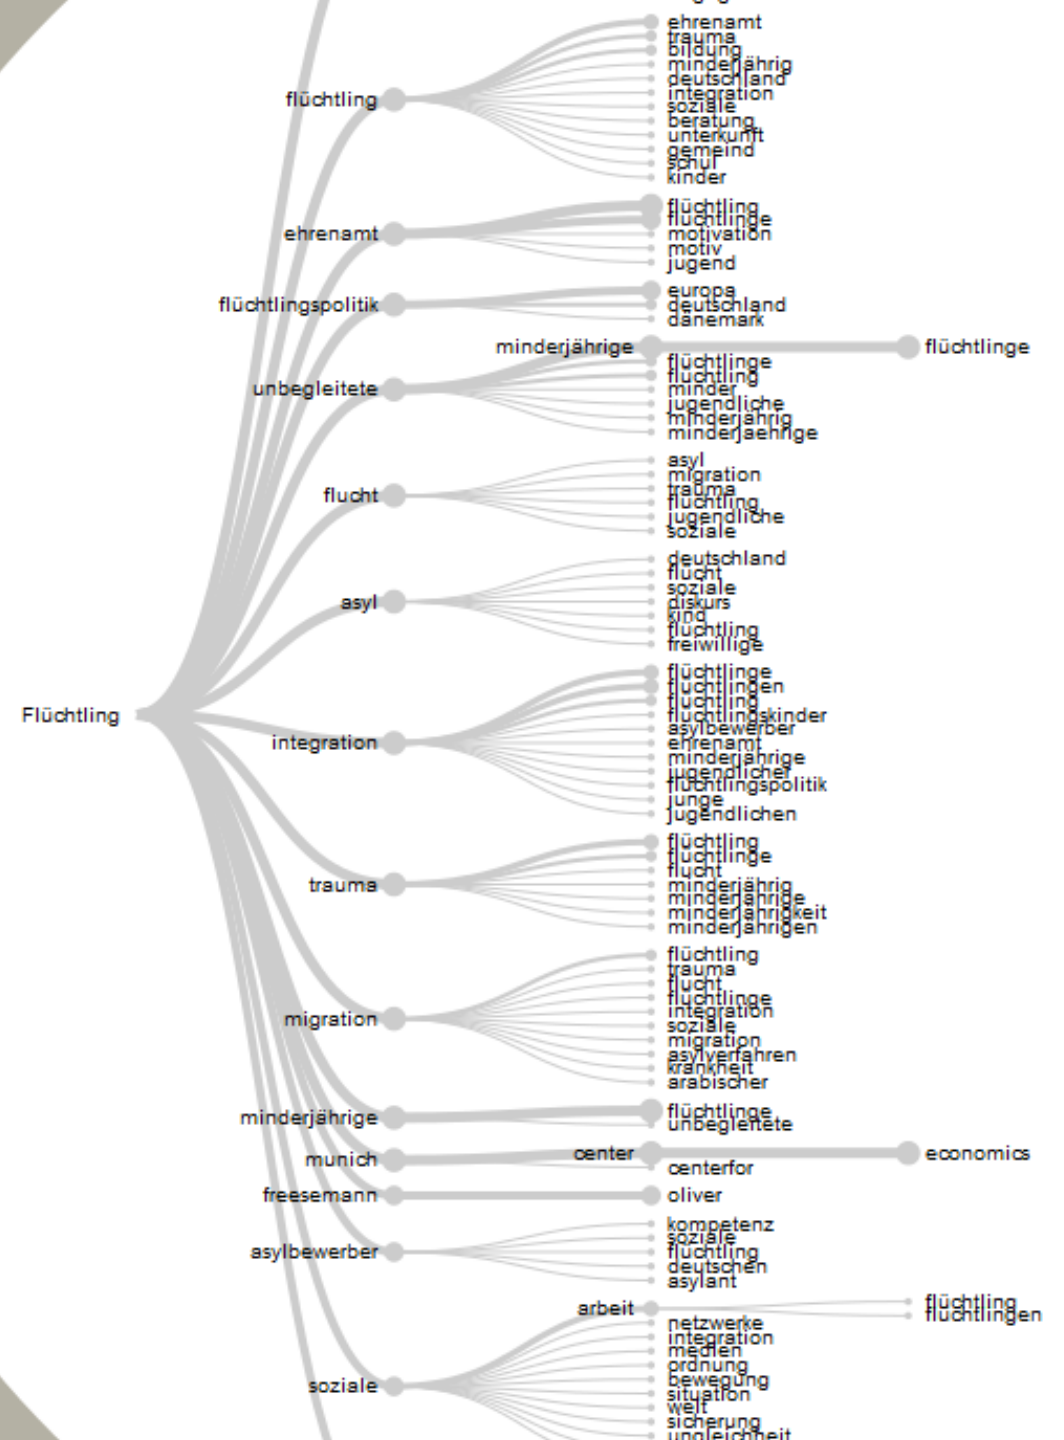 ehrenamt
trauma
bildung
minderjährig
deutschland
flüchtling
integration
soziale
beratung
unterkunft
gemeind
schul
kinder
flüchtling
flüchtlinge
ehrenamt
motivation
motiv
jugend
europa
flüchtlingspolitik
deutschland
dänemark
minderjährige
flüchtlinge
flüchtlinge
flüchtling
unbegleitete
minder
jugendliche
minderjährig
minderjaehrige
asyl
migration
trauma
flucht
flüchtling
jugendliche
soziale
deutschland
flucht
soziale
asyl
diskurs
kind
flüchtling
freiwillige
flüchtlinge
flüchtlingen
flüchtling
Flüchtling
flüchtlingskinder
asylbewerber
integration
ehrenamt
minderjährige
jugendlicher
flüchtlingspolitik
junge
jugendlichen
flüchtling
flüchtlinge
flucht
trauma
minderjährig
minderjährige
minderjährigkeit
minderjährigen
flüchtling
trauma
flucht
flüchtlinge
integration
migration
soziale
migration
asylverfahren
krankheit
arabischer
flüchtlinge
minderjährige
unbegleitete
munich
center
economics
centerfor
freesemann
oliver
kompetenz
soziale
asylbewerber
flüchtling
deutschen
asylant
arbeit
flüchtling
flüchtlingen
netzwerke
integration
medien
ordnung
bewegung
soziale
situation
welt
sicherung
ungleichheit